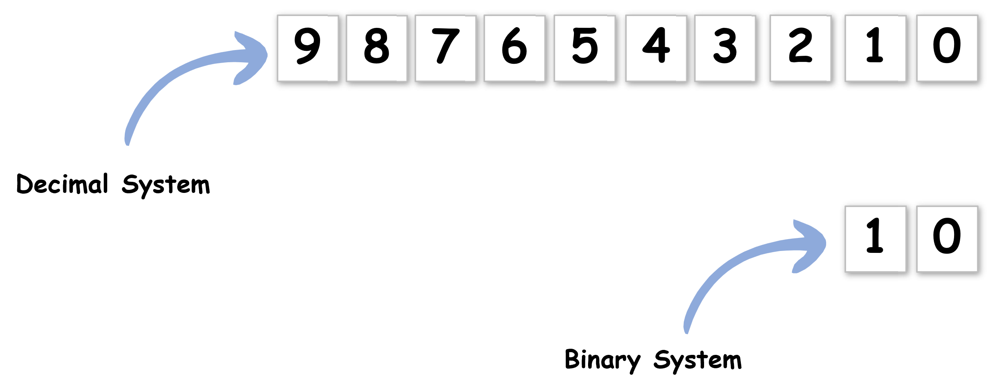 9 8 7 6 5 4 3 2 1 0
Decimal System
1 0
Binary System